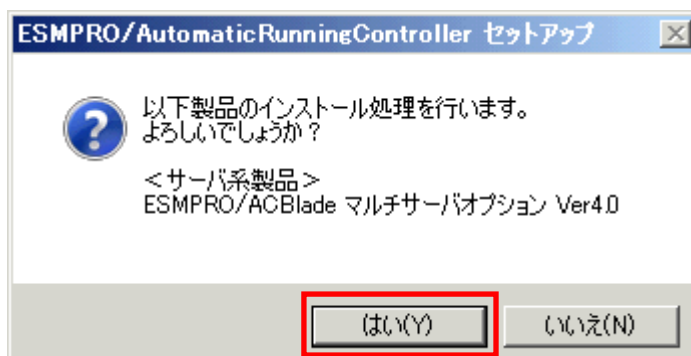 ESMPRO/AutomaticRunningController セットアップ
以下製品のインストール処理を行います。
よろしいでしょうか？
＜サーバ系製品＞
ESMPRO/ACBlade マルチサーバオプション Ver4.0
はい(Y)
いいえ(N)